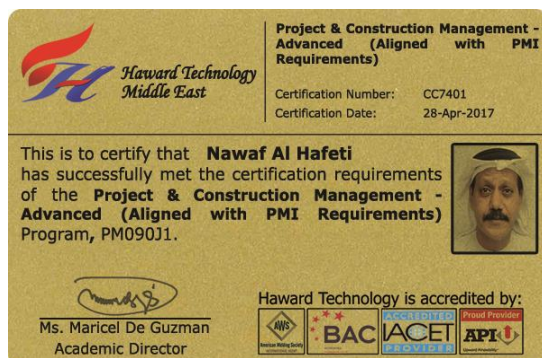 Haward Technology
Middle East
Project & Construction Management -
Advanced (Aligned with PMI
Requirements)
Certification Number: CC7401
Certification Date: 28-Apr-2017
This is to certify that Nawaf Al Hafeti
has successfully met the certification requirements
of the Project & Construction Management -
Advanced (Aligned with PMI Requirements)
Program, PM090J1.
Ms. Maricel De Guzman
Academic Director
Haward Technology is accredited by:
AWS
American Welding Society
BAC
ACCREDITED
IACET
PROVIDER
Proud Provider
API